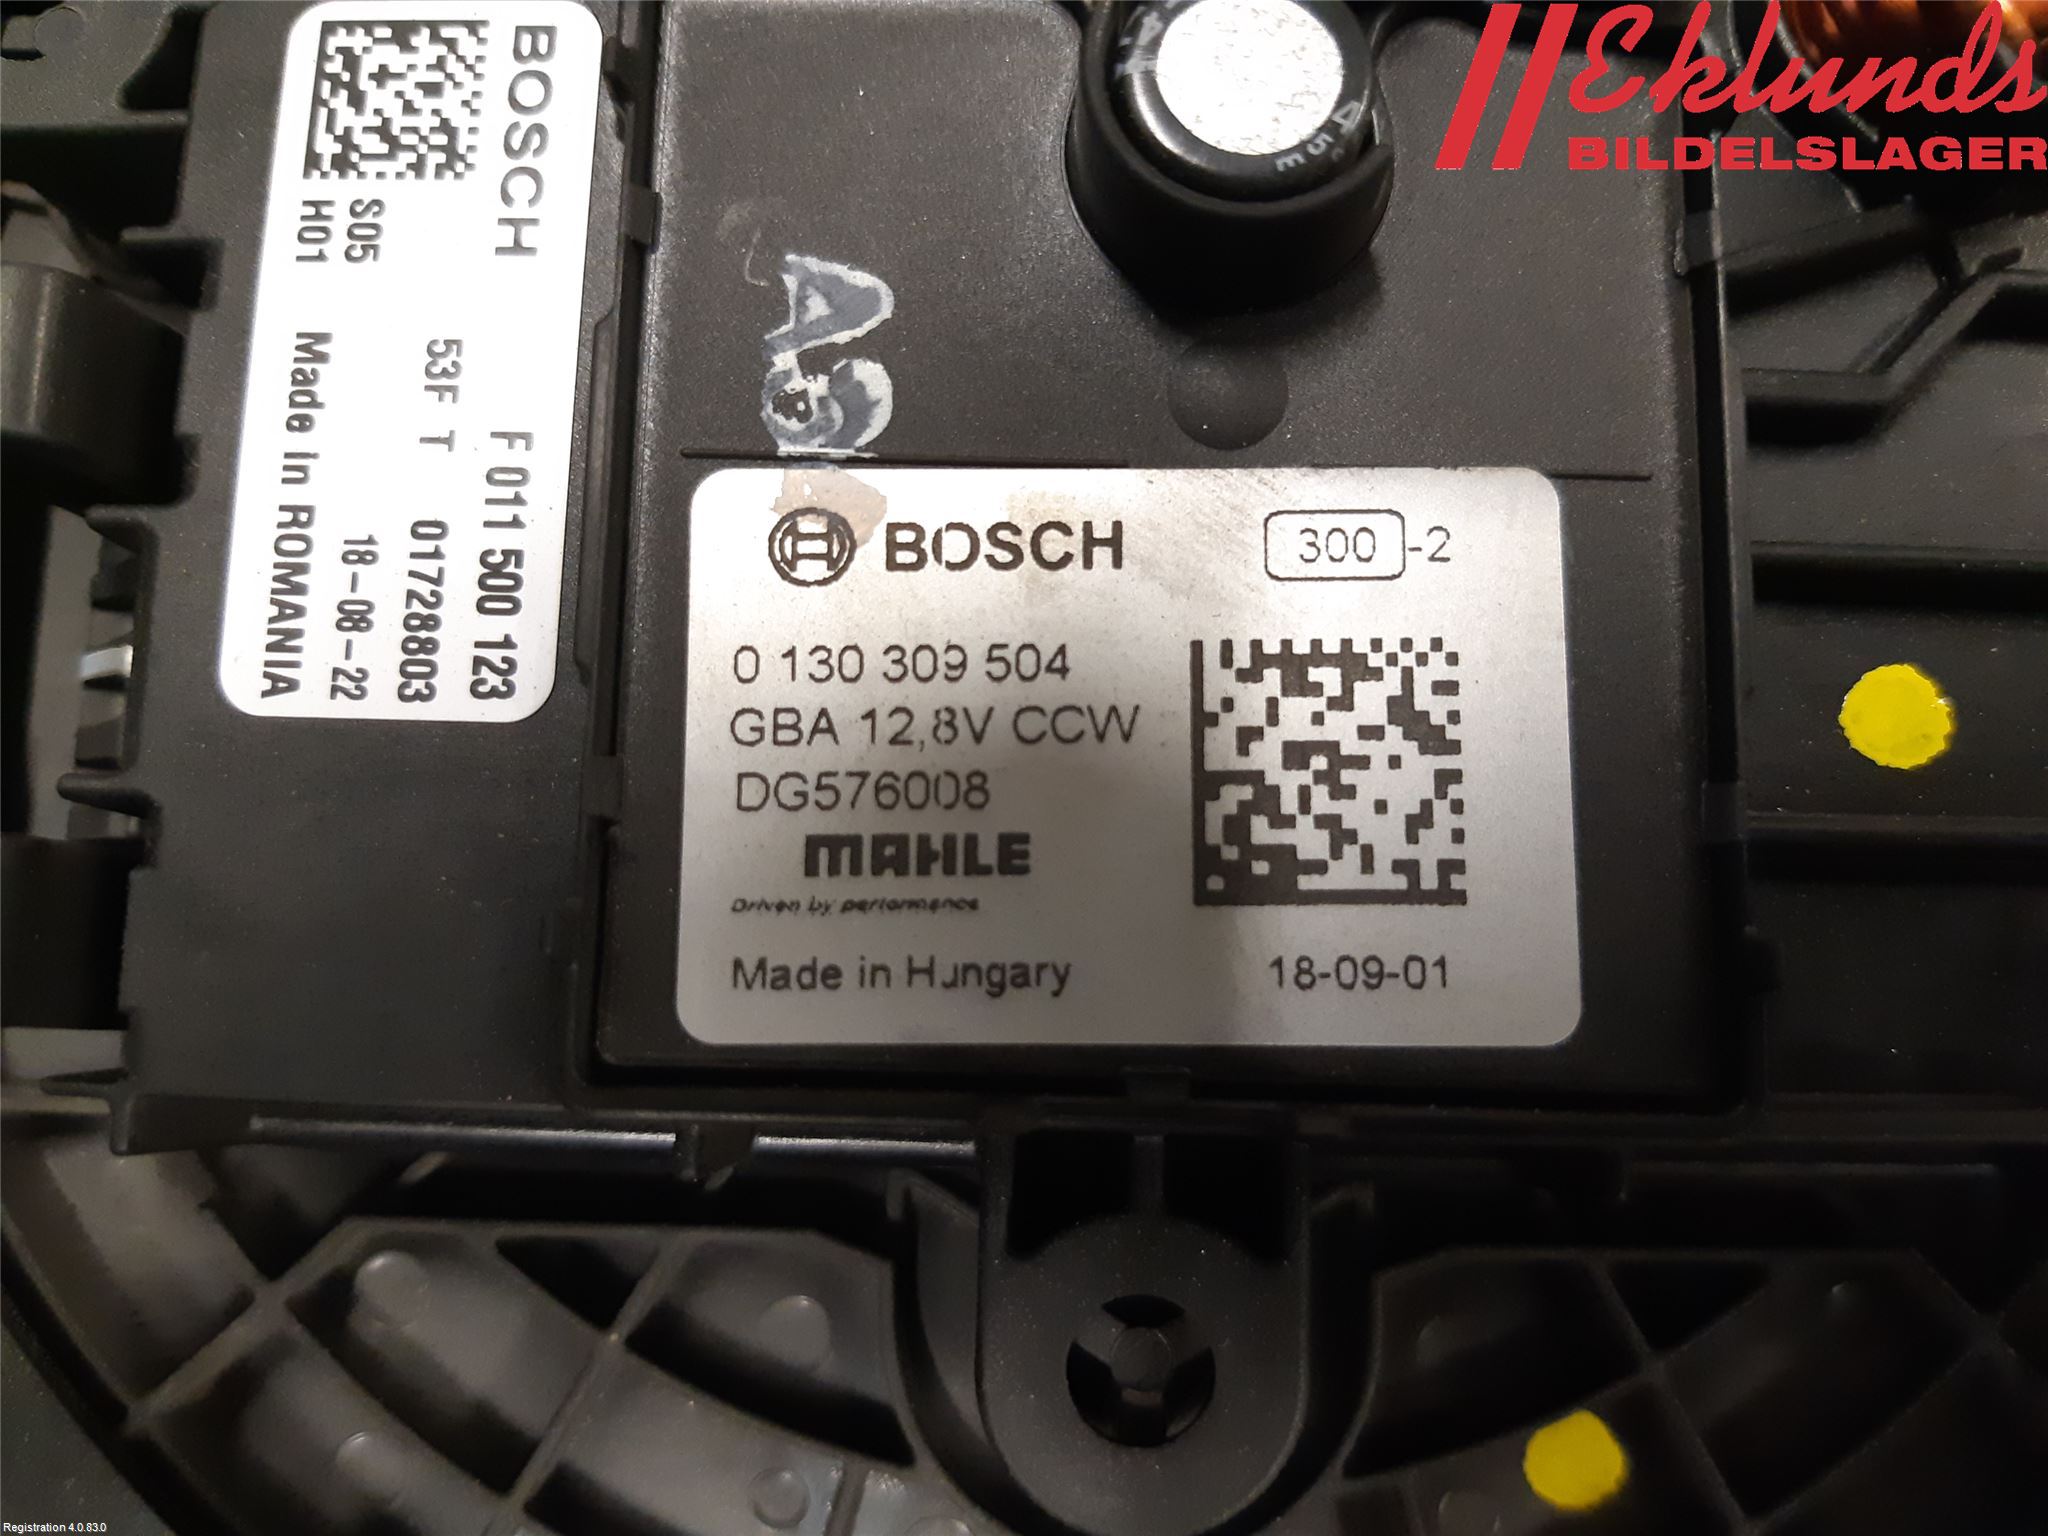 Eklunds
BILDELSLAGER
BOSCH
F 011 500 123
53F T 01728803
S05 18-08-22
H01 Made in ROMANIA
BOSCH 300 -2
0 130 309 504
GBA 12,8V CCW
DG576008
MAHLE
Driven by performance
Made in Hungary 18-09-01
Registration 4.0.83.0